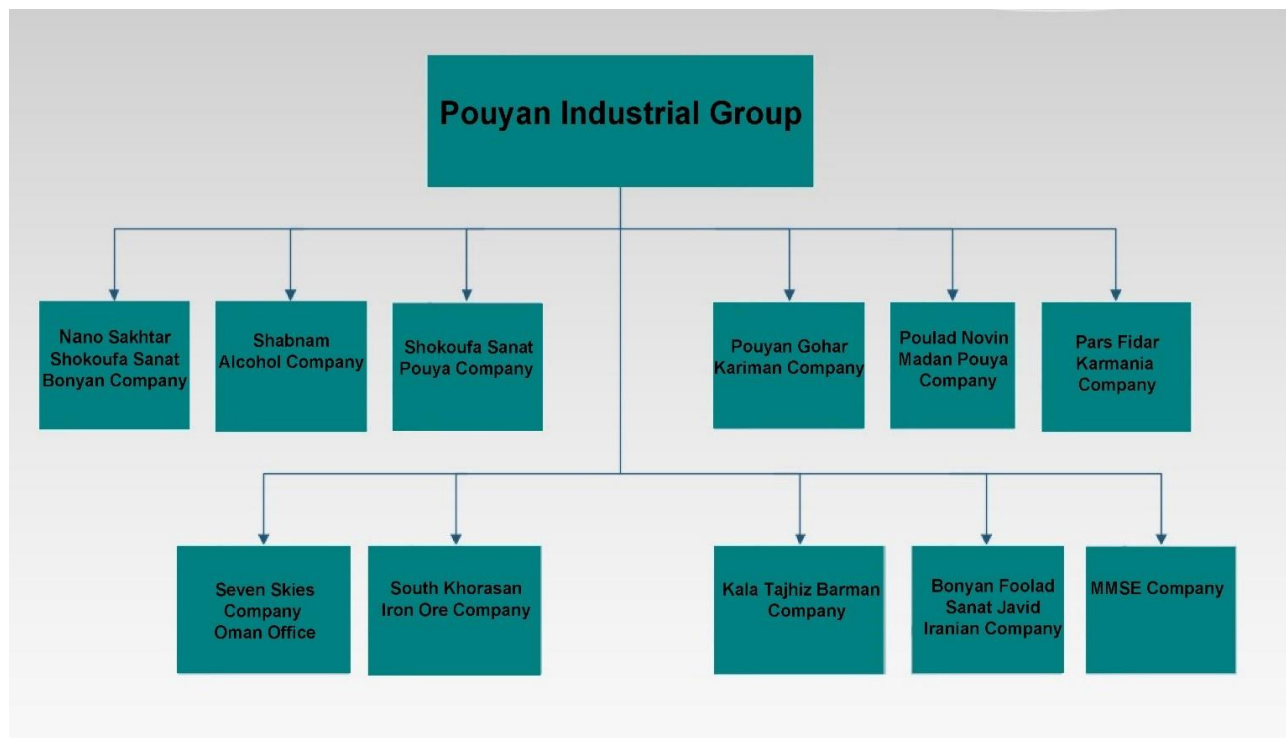 Pouyan Industrial Group
Nano Sakhtar
Shokoufa Sanat
Bonyan Company
Shabnam
Alcohol Company
Shokoufa Sanat
Pouya Company
Pouyan Gohar
Kariman Company
Poulad Novin
Madan Pouya
Company
Pars Fidar
Karmania
Company
Seven Skies
Company
Oman Office
South Khorasan
Iron Ore Company
Kala Tajhiz Barman
Company
Bonyan Foolad
Sanat Javid
Iranian Company
MMSE Company